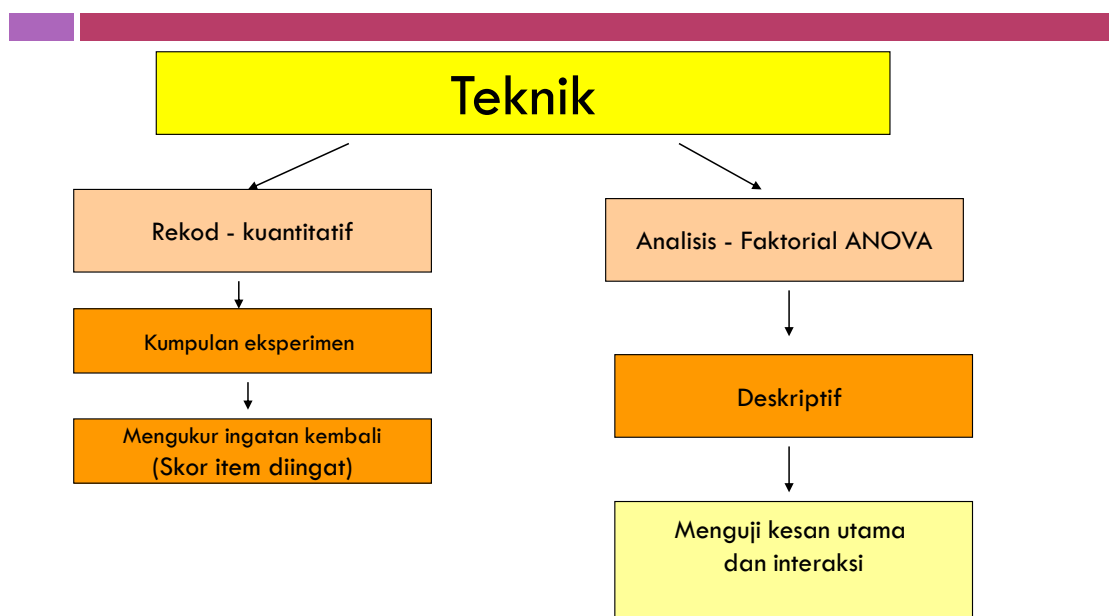 Teknik
Rekod - kuantitatif
Kumpulan eksperimen
Mengukur ingatan kembali
(Skor item diingat)
Analisis - Faktorial ANOVA
Deskriptif
Menguji kesan utama
dan interaksi